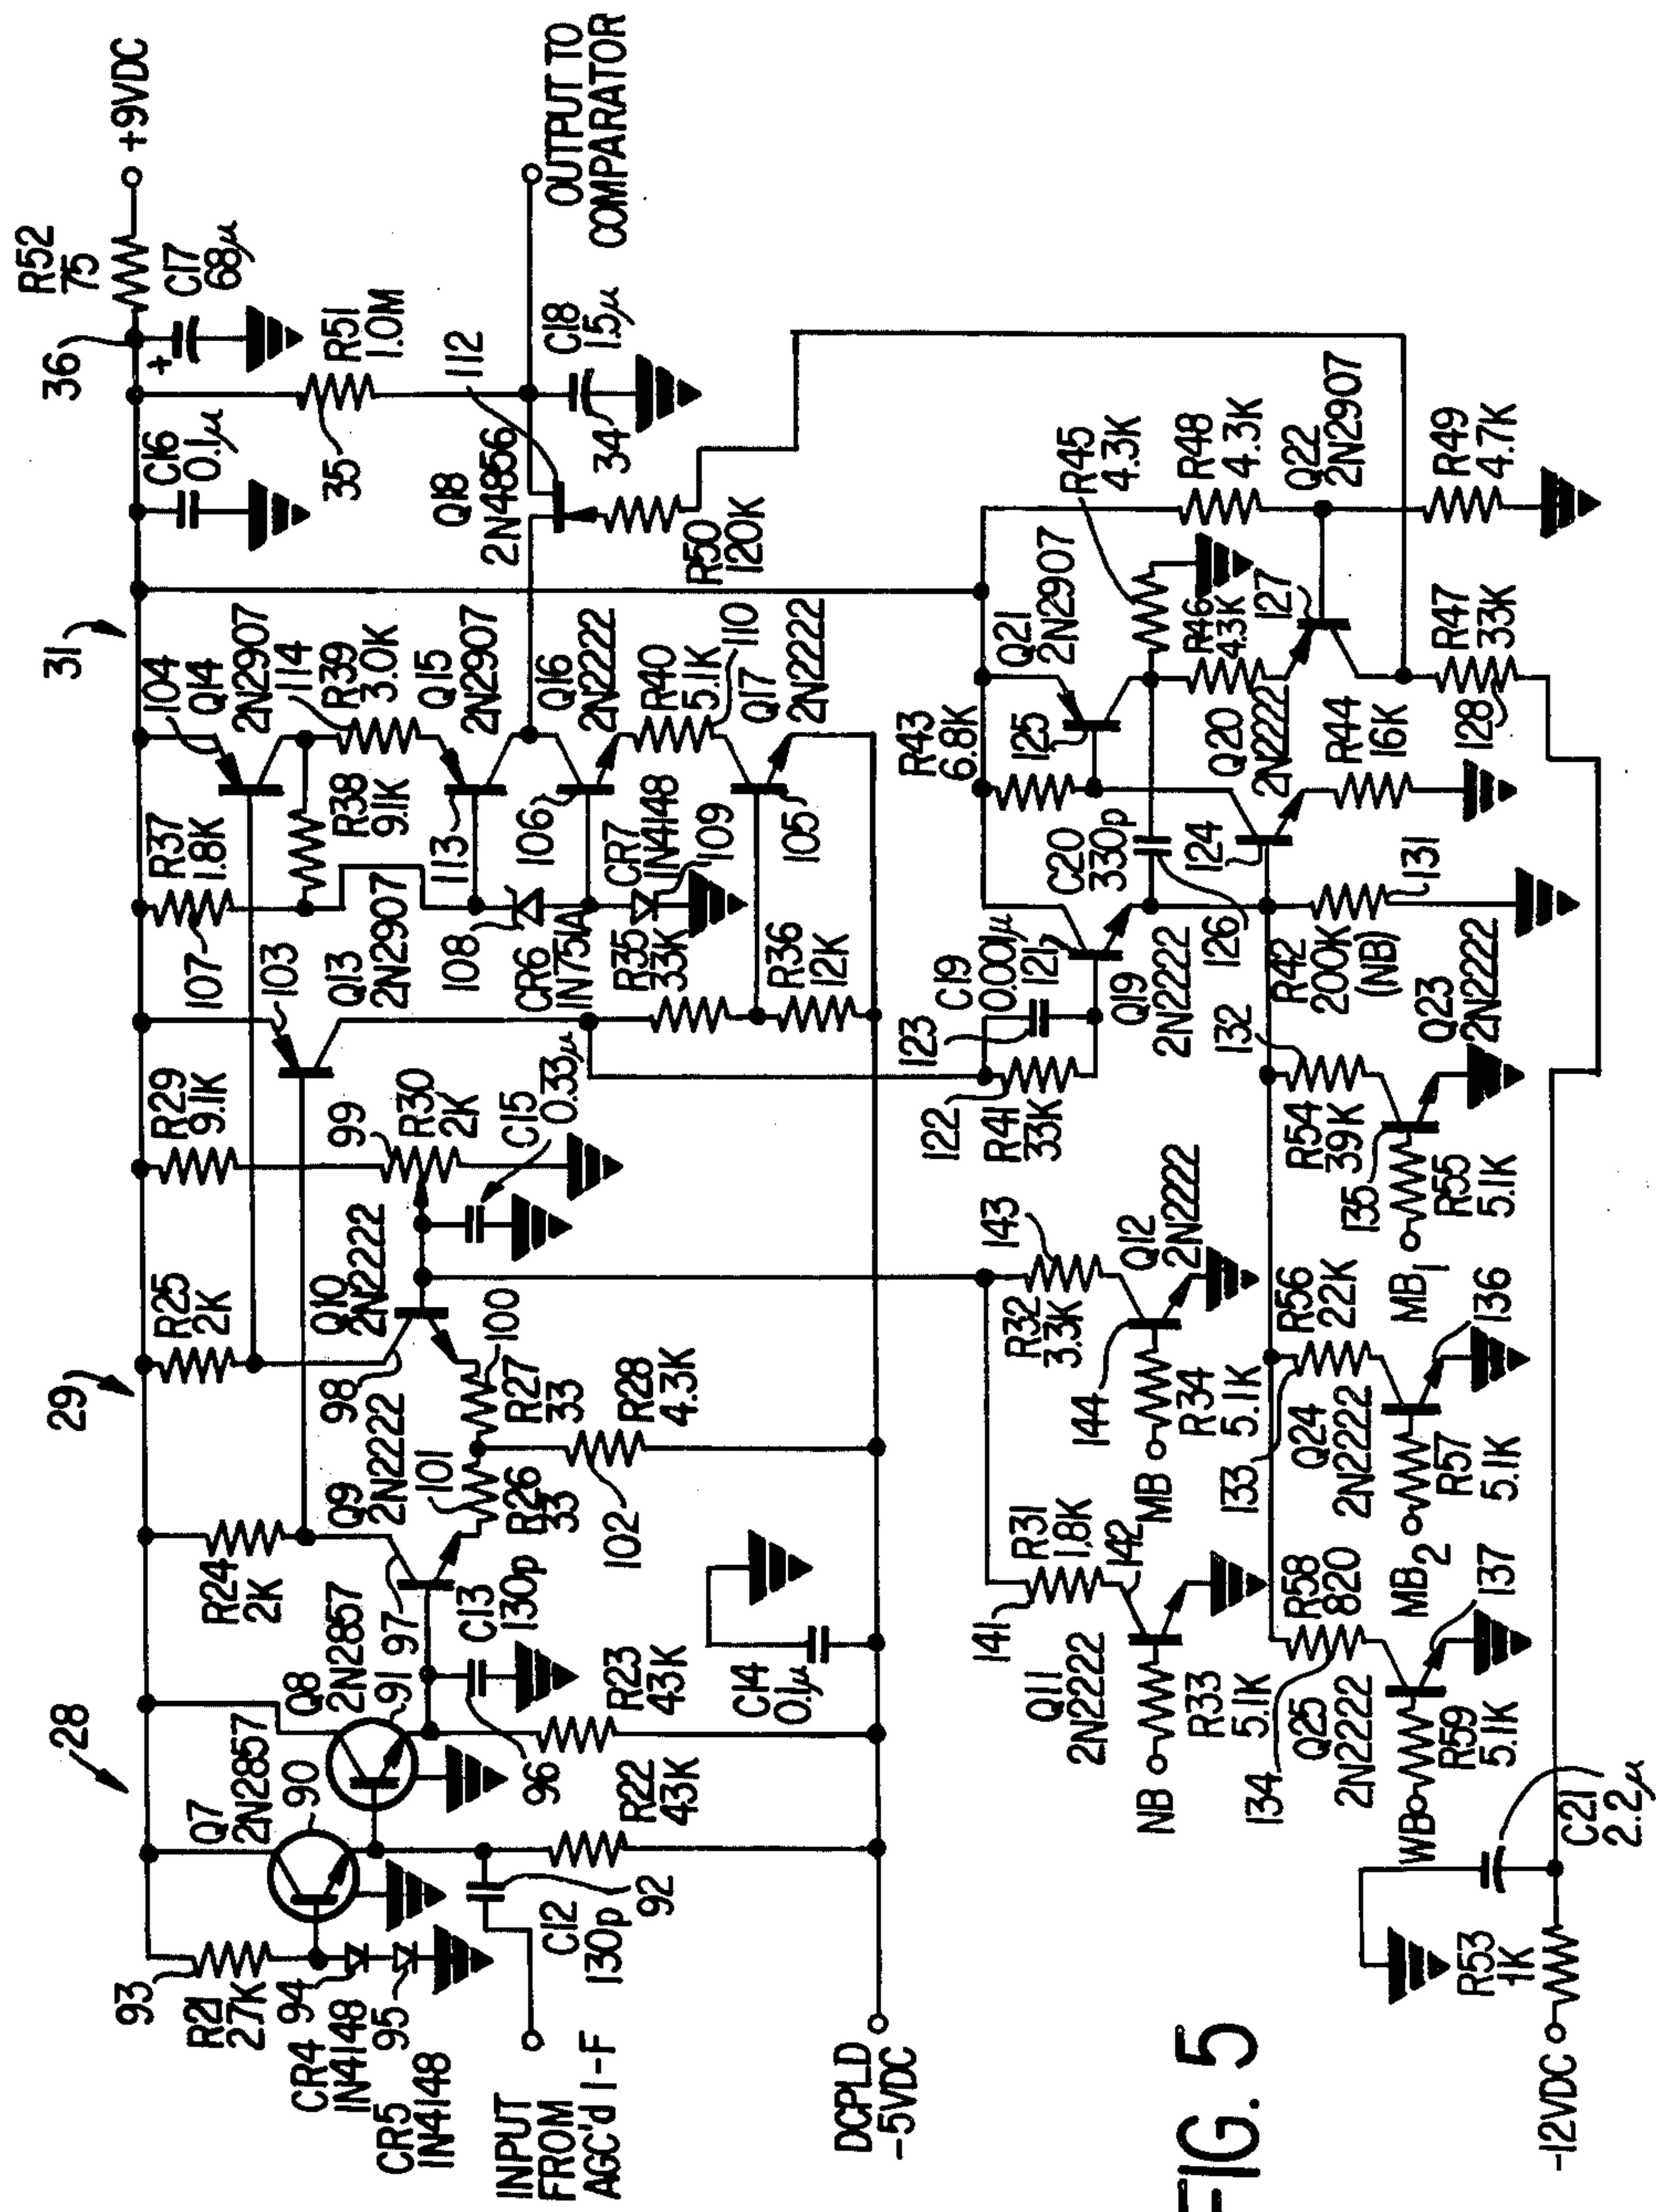 28
29
31
36
R52
75
+9VDC
C17
68μ
+
C16
0.1μ
R51
1.0M
35
112
Q18
2N4856
34
C18
1.5μ
OUTPUT TO
COMPARATOR
R50
120K
93
R21
27K
94
CR4
1N4148
95
CR5
1N4148
Q7
2N2857
90
Q8
2N2857
91
INPUT
FROM
AGC'd I-F
C12
130p
92
R22
43K
96
R23
43K
C13
130p
97
R24
2K
Q9
2N2222
101
R26
33
102
98
R25
2K
Q10
2N2222
100
R27
33
R28
4.3K
R29
9.1K
99
R30
2K
C15
0.33μ
C14
0.1μ
DCPLD
-5VDC
103
Q13
2N2907
107
R37
1.8K
R38
9.1K
104
Q14
2N2907
114
R39
3.0K
Q15
2N2907
113
108
CR6
1N751A
106
Q16
2N2222
CR7
1N4148
109
R35
33K
R36
12K
R40
5.1K
110
Q17
2N2222
105
122
R41
33K
123
C19
0.001μ
121
Q19
2N2222
R43
6.8K
125
Q21
2N2907
C20
330p
126
124
Q20
2N2222
R44
16K
R45
4.3K
R46
4.3K
127
R48
4.3K
Q22
2N2907
R49
4.7K
R47
33K
128
131
R42
200K
(NB)
132
Q23
2N2222
R54
39K
135
R55
5.1K
MB1
143
Q12
2N2222
R32
3.3K
144
R34
5.1K
MB
133
R56
22K
Q24
2N2222
136
R57
5.1K
MB2
141
R31
1.8K
142
Q11
2N2222
R33
5.1K
NB
134
R58
820
Q25
2N2222
137
R59
5.1K
WB
C21
2.2μ
R53
1K
-12VDC
FIG. 5